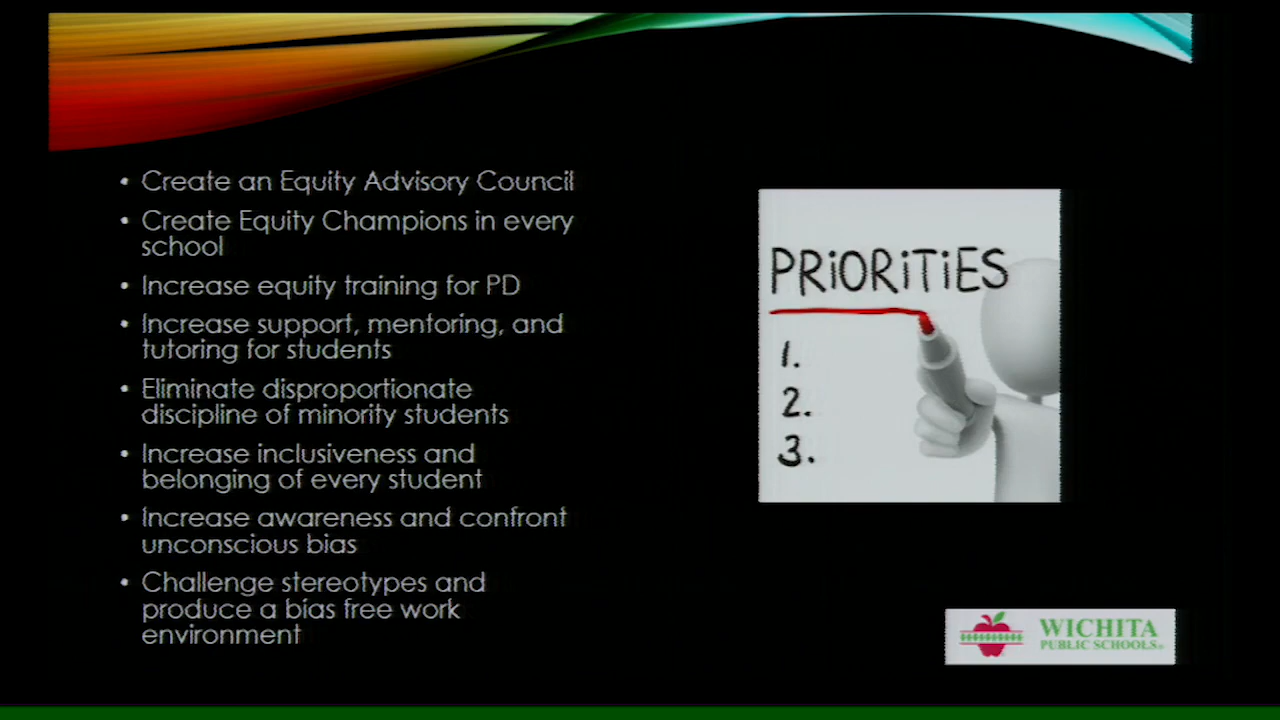 • Create an Equity Advisory Council
• Create Equity Champions in every
school
• Increase equity training for PD
• Increase support, mentoring, and
tutoring for students
• Eliminate disproportionate
discipline of minority students
• Increase inclusiveness and
belonging of every student
• Increase awareness and confront
unconscious bias
• Challenge stereotypes and
produce a bias free work
environment
PRiORiTiES
1.
2.
3.
WICHITA
PUBLIC SCHOOLS